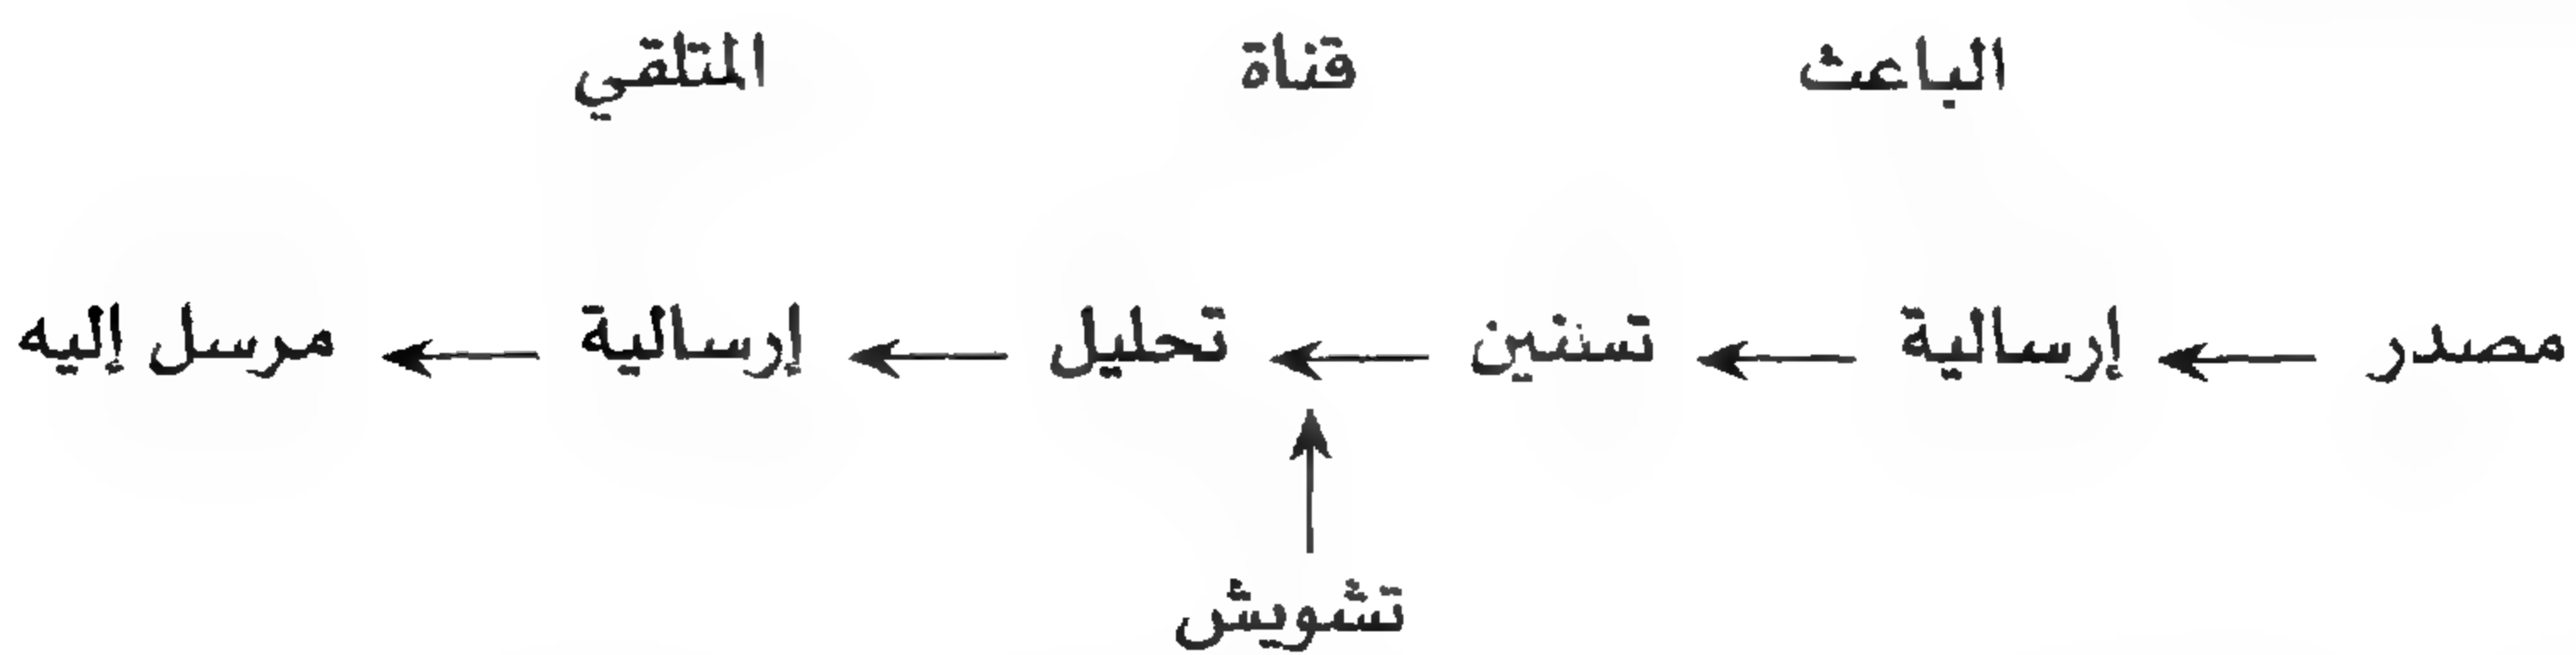 الباعث قناة المتلقي
مصدر إرسالية تسنين تحليل إرسالية مرسل إليه
تشويش